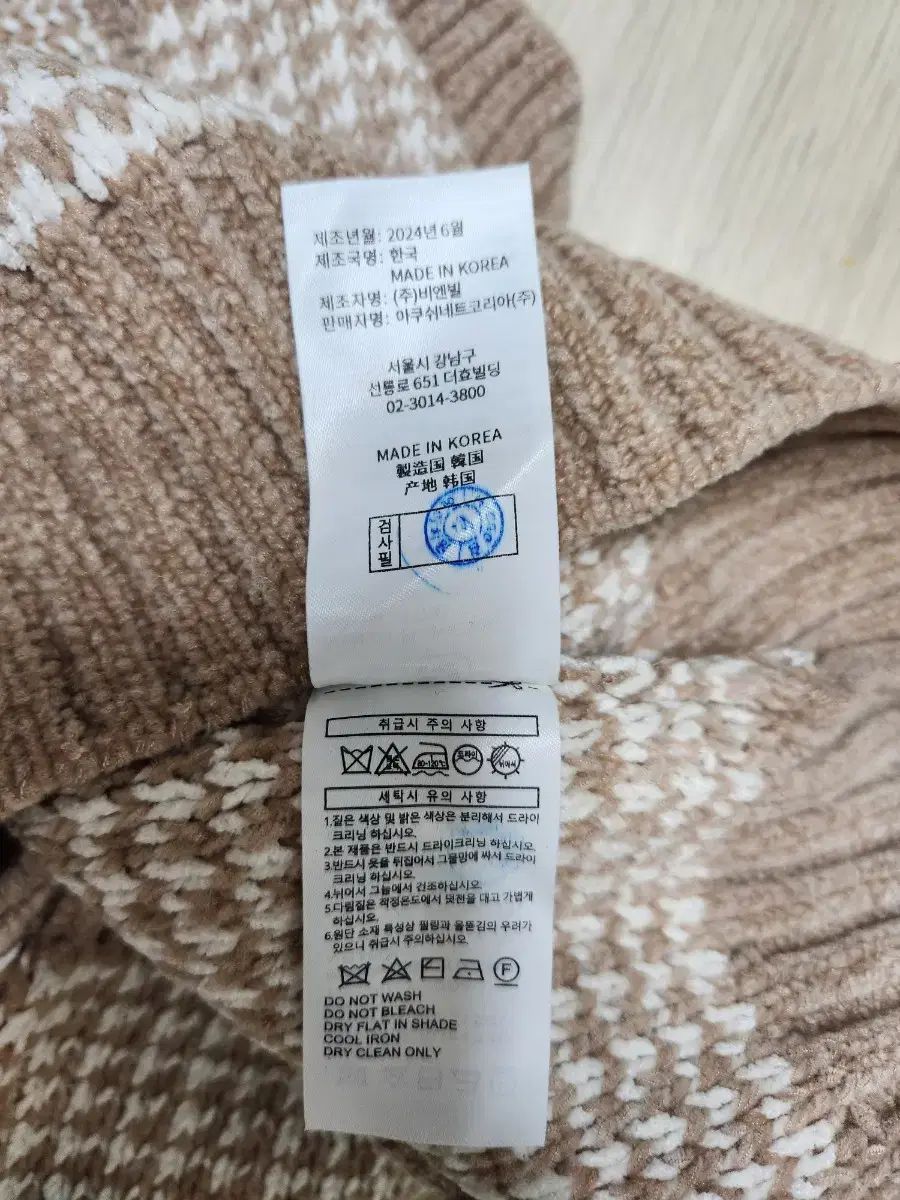 제조년월: 2024년 6월
제조국명: 한국
MADE IN KOREA
제조자명: (주)비엔빌
판매자명: 아쿠쉬네트코리아(주)
서울시 강남구
선릉로 651 더효빌딩
02-3014-3800
MADE IN KOREA
製造国 韓国
产地 韩国
검사필
취급시 주의 사항
80-120℃ 드라이 뉘어서
세탁시 유의 사항
1.짙은 색상 및 밝은 색상은 분리해서 드라이
크리닝 하십시오.
2.본 제품은 반드시 드라이크리닝 하십시오.
3.반드시 옷을 뒤집어서 그물망에 싸서 드라이
크리닝 하십시오.
4.뉘어서 그늘에서 건조하십시오.
5.다림질은 적정온도에서 덧천을 대고 가볍게
하십시오.
6.원단 소재 특성상 필링과 올뜯김의 우려가
있으니 취급시 주의하십시오.
F
DO NOT WASH
DO NOT BLEACH
DRY FLAT IN SHADE
COOL IRON
DRY CLEAN ONLY